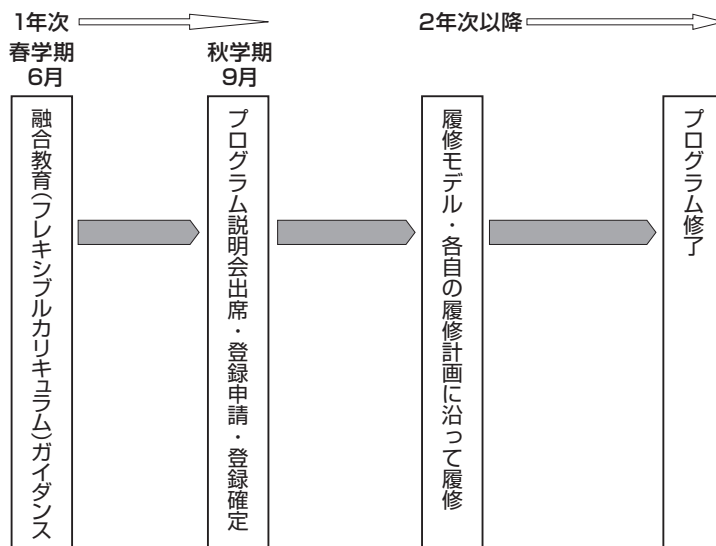 1年次
2年次以降
春学期
6月
秋学期
9月
融合教育(フレキシブルカリキュラム)ガイダンス
プログラム説明会出席・登録申請・登録確定
履修モデル・各自の履修計画に沿って履修
プログラム修了